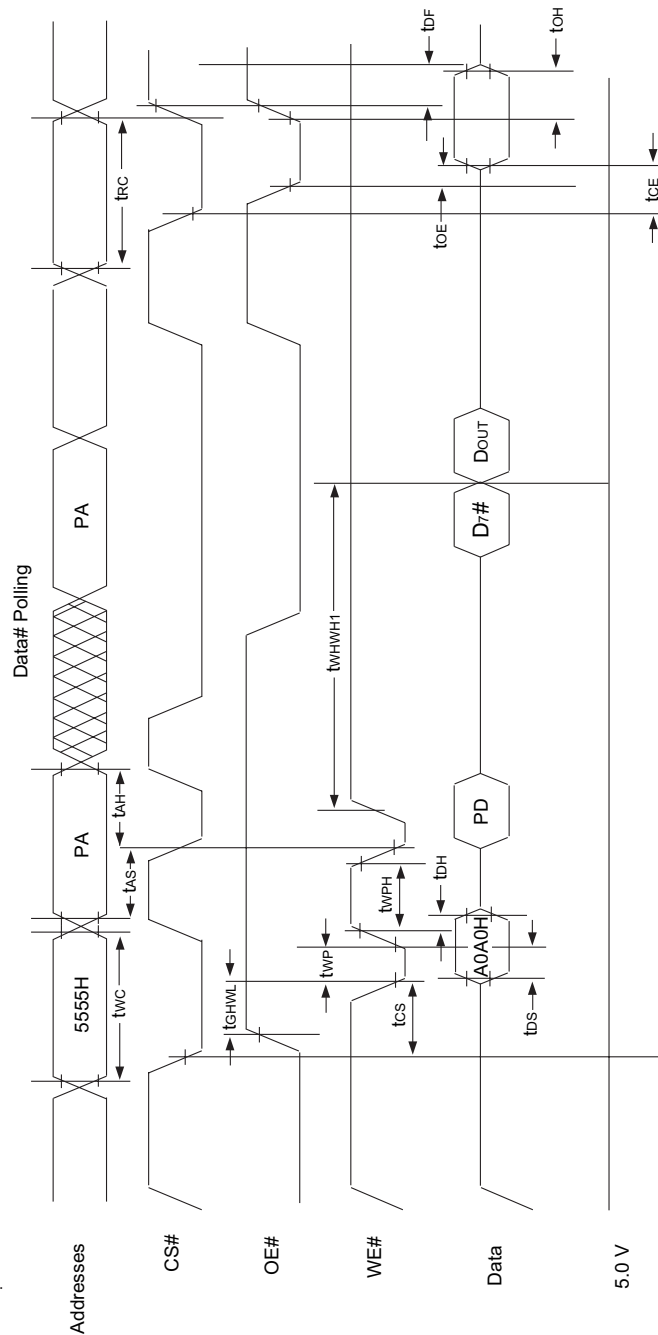 Data# Polling
Addresses
5555H
PA
PA
tWC
tAS
tAH
tRC
CS#
OE#
tGHWL
WE#
tCS
tWP
tWPH
tDH
tWHWH1
tOE
tDF
Data
A0A0H
PD
D7#
DOUT
tDS
tCE
tOH
5.0 V